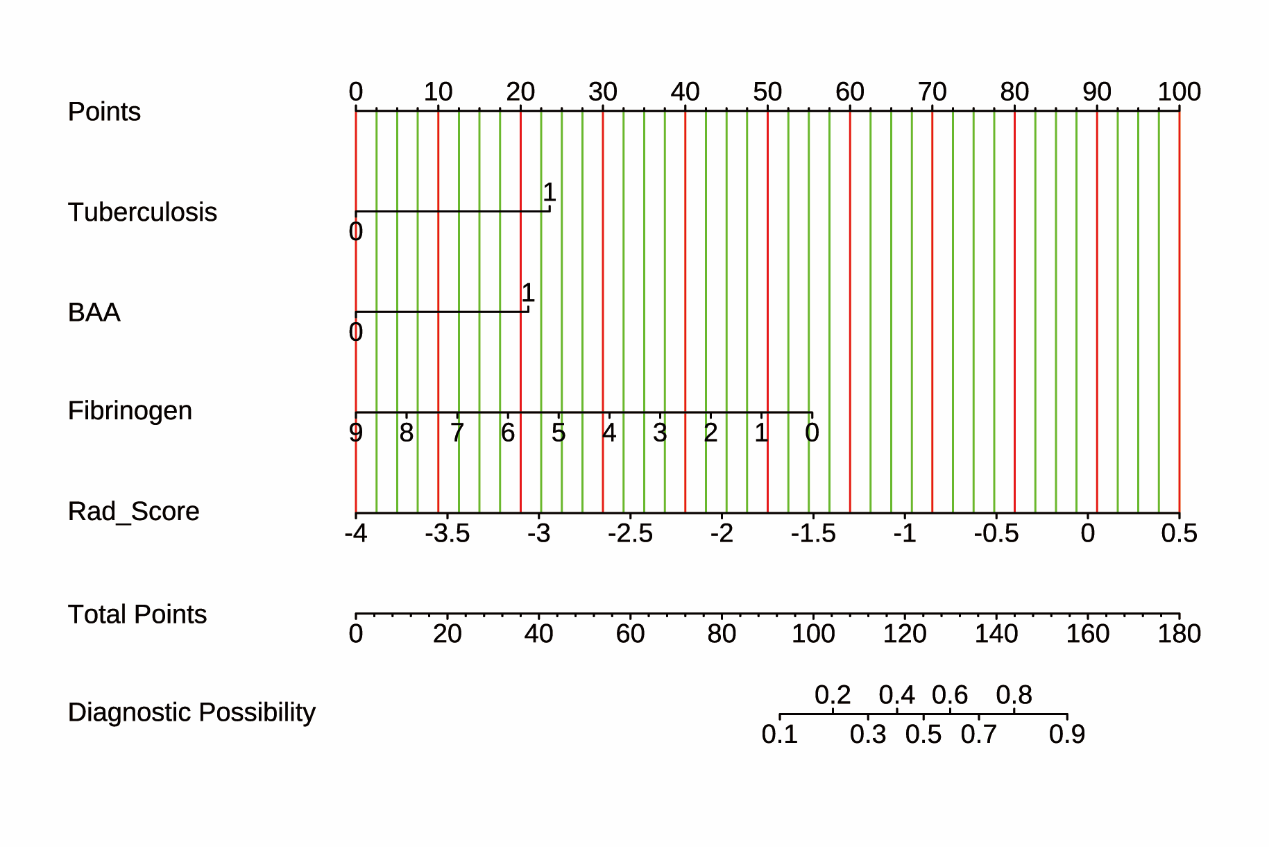 0 10 20 30 40 50 60 70 80 90 100
Points
1
Tuberculosis
0
1
BAA
0
Fibrinogen
9 8 7 6 5 4 3 2 1 0
Rad_Score
-4 -3.5 -3 -2.5 -2 -1.5 -1 -0.5 0 0.5
Total Points
0 20 40 60 80 100 120 140 160 180
0.2 0.4 0.6 0.8
Diagnostic Possibility
0.1 0.3 0.5 0.7 0.9